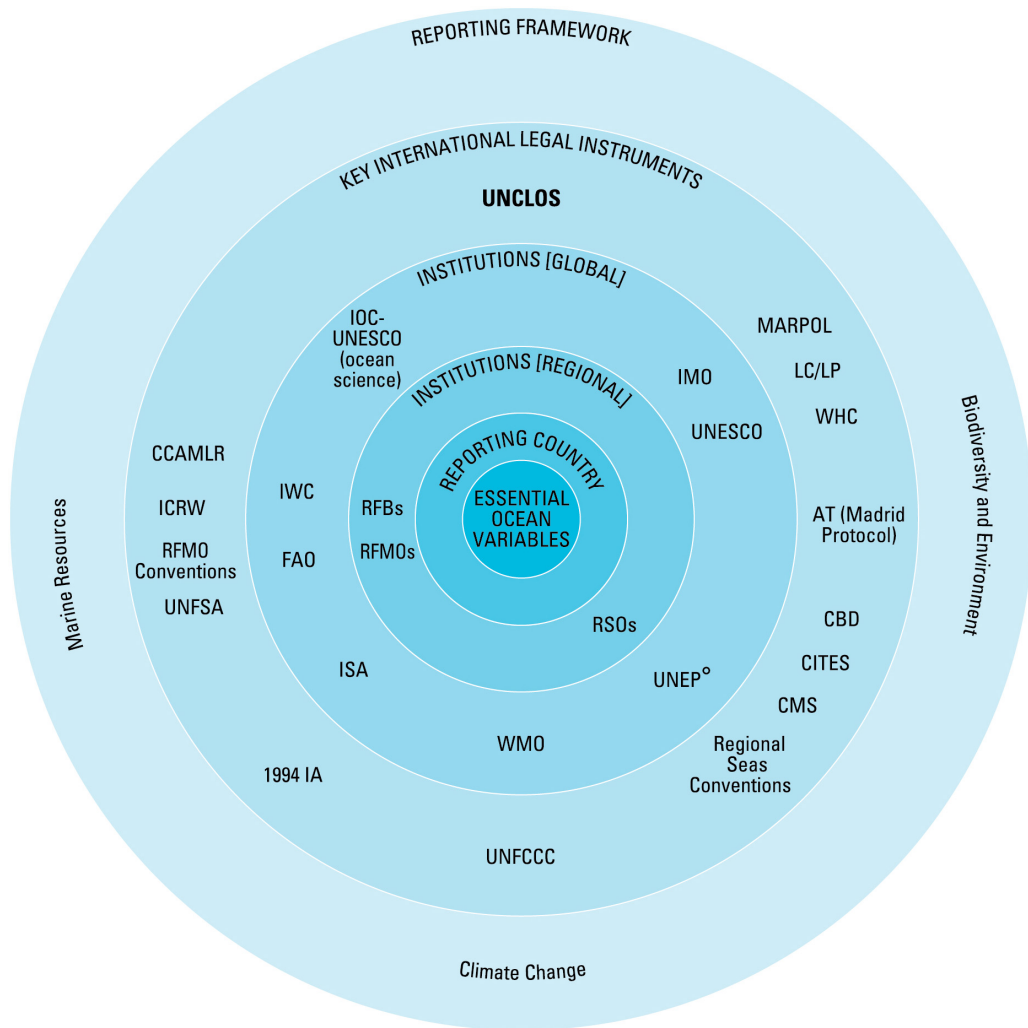 REPORTING FRAMEWORK
KEY INTERNATIONAL LEGAL INSTRUMENTS
UNCLOS
INSTITUTIONS [GLOBAL]
IOC-
UNESCO
(ocean
science)
INSTITUTIONS [REGIONAL]
REPORTING COUNTRY
ESSENTIAL
OCEAN
VARIABLES
MARPOL
LC/LP
WHC
IMO
UNESCO
CCAMLR
ICRW
RFMO
Conventions
UNFSA
IWC
FAO
RFBs
RFMOs
AT (Madrid
Protocol)
Marine Resources
Biodiversity and Environment
RSOs
CBD
CITES
CMS
ISA
UNEP°
WMO
Regional
Seas
Conventions
1994 IA
UNFCCC
Climate Change